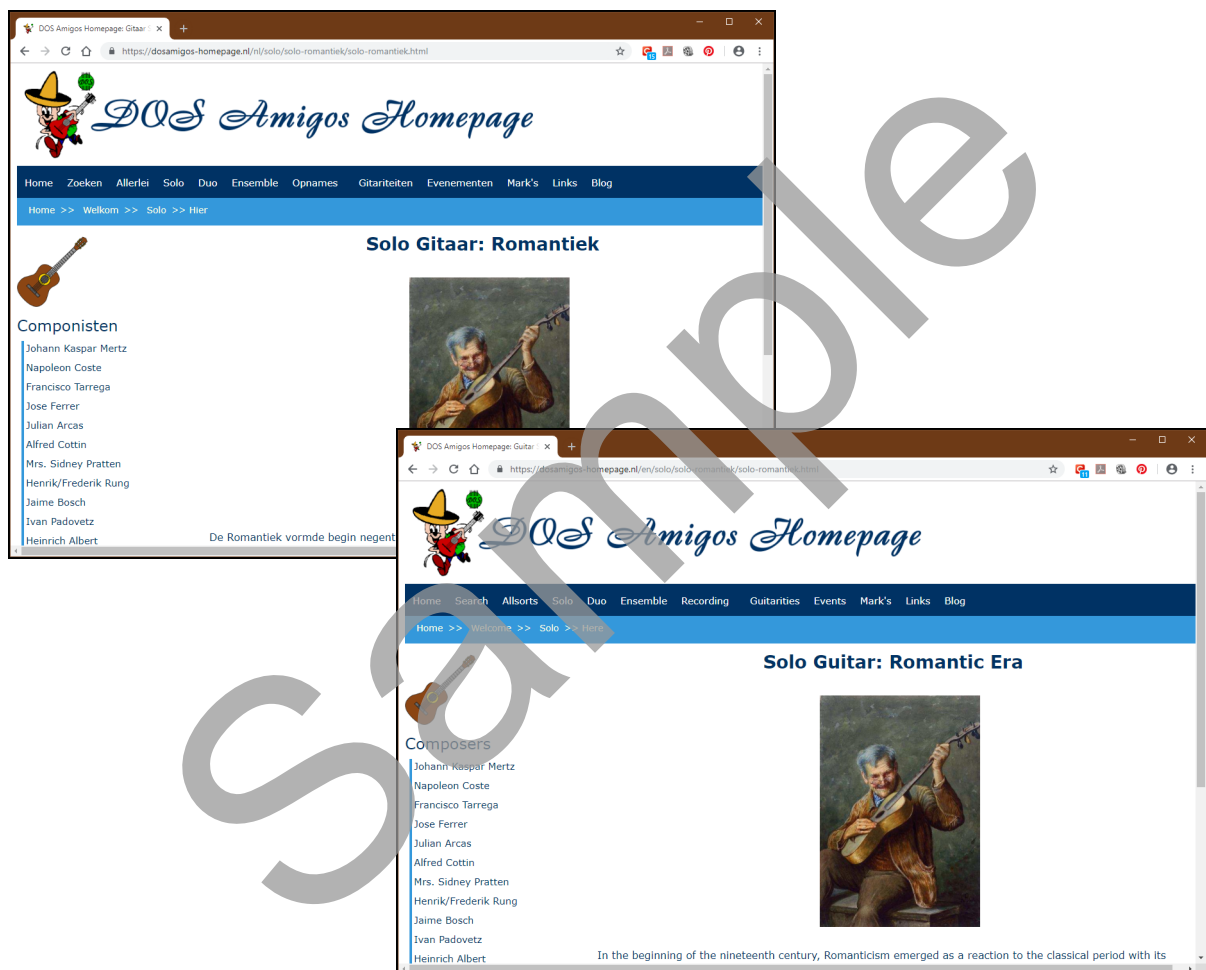 DOS Amigos Homepage: Gitaar S
https://dosamigos-homepage.nl/nl/solo/solo-romantiek/solo-romantiek.html
15
DOS Amigos Homepage
Home Zoeken Allerlei Solo Duo Ensemble Opnames Gitariteiten Evenementen Mark's Links Blog
Home >> Welkom >> Solo >> Hier
Solo Gitaar: Romantiek
Componisten
Johann Kaspar Mertz
Napoleon Coste
Francisco Tarrega
Jose Ferrer
Julian Arcas
Alfred Cottin
Mrs. Sidney Pratten
Henrik/Frederik Rung
Jaime Bosch
Ivan Padovetz
Heinrich Albert
De Romantiek vormde begin negent
DOS Amigos Homepage: Guitar S
https://dosamigos-homepage.nl/en/solo/solo-romantiek/solo-romantiek.html
11
DOS Amigos Homepage
Home Search Allsorts Solo Duo Ensemble Recording Guitarities Events Mark's Links Blog
Home >> Welcome >> Solo >> Here
Solo Guitar: Romantic Era
Composers
Johann Kaspar Mertz
Napoleon Coste
Francisco Tarrega
Jose Ferrer
Julian Arcas
Alfred Cottin
Mrs. Sidney Pratten
Henrik/Frederik Rung
Jaime Bosch
Ivan Padovetz
Heinrich Albert
In the beginning of the nineteenth century, Romanticism emerged as a reaction to the classical period with its
Sample